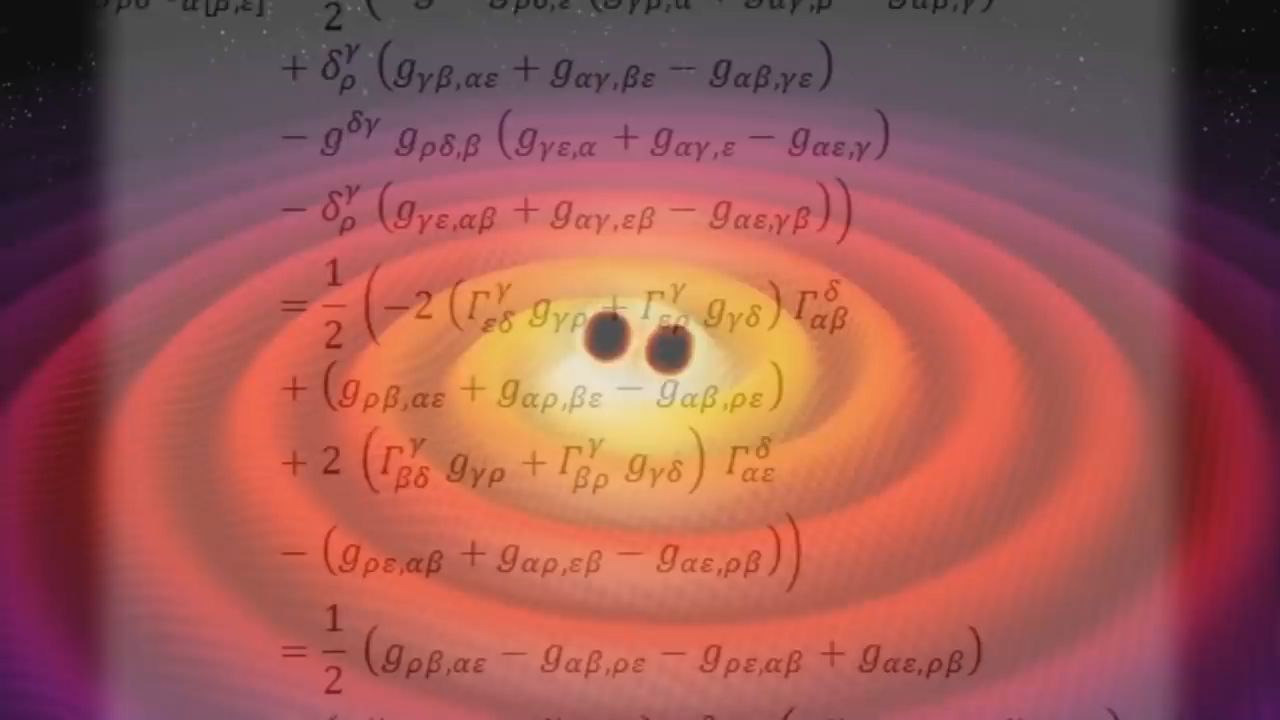 + δ_ρ^γ (g_{γβ,αε} + g_{αγ,βε} − g_{αβ,γε})
− g^{δγ} g_{ρδ,β} (g_{γε,α} + g_{αγ,ε} − g_{αε,γ})
− δ_ρ^γ (g_{γε,αβ} + g_{αγ,εβ} − g_{αε,γβ}))
= 1/2 (−2 (Γ_{εδ}^γ g_{γρ} + Γ_{ερ}^γ g_{γδ}) Γ_{αβ}^δ
+ (g_{ρβ,αε} + g_{αρ,βε} − g_{αβ,ρε})
+ 2 (Γ_{βδ}^γ g_{γρ} + Γ_{βρ}^γ g_{γδ}) Γ_{αε}^δ
− (g_{ρε,αβ} + g_{αρ,εβ} − g_{αε,ρβ}))
= 1/2 (g_{ρβ,αε} − g_{αβ,ρε} − g_{ρε,αβ} + g_{αε,ρβ})